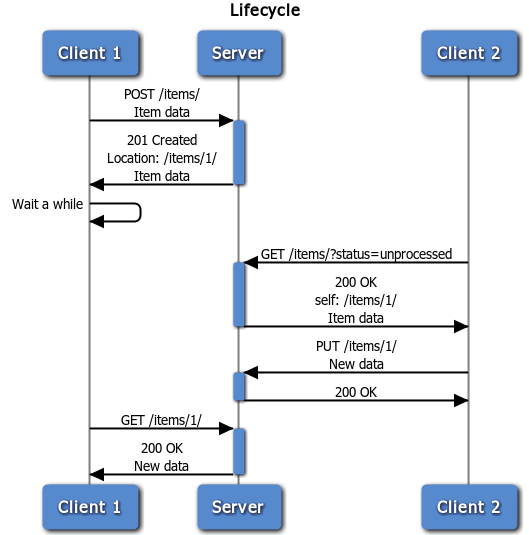 Lifecycle
Client 1
Server
Client 2
POST /items/
Item data
201 Created
Location: /items/1/
Item data
Wait a while
GET /items/?status=unprocessed
200 OK
self: /items/1/
Item data
PUT /items/1/
New data
200 OK
GET /items/1/
200 OK
New data
Client 1
Server
Client 2